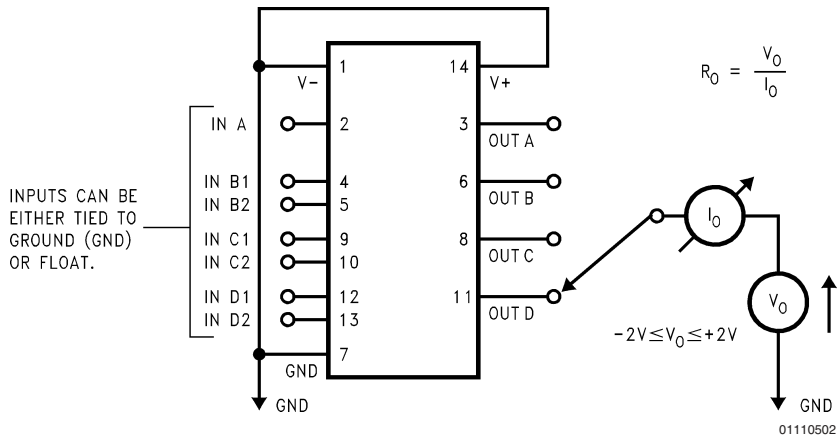 1
14
V-
V+
R_O = V_O / I_O
IN A
2
3
OUT A
IN B1
4
6
IN B2
5
OUT B
INPUTS CAN BE
EITHER TIED TO
GROUND (GND)
OR FLOAT.
IN C1
9
8
IN C2
10
OUT C
IN D1
12
11
IN D2
13
OUT D
7
GND
GND
I_O
V_O
-2V≤V_O≤+2V
GND
01110502